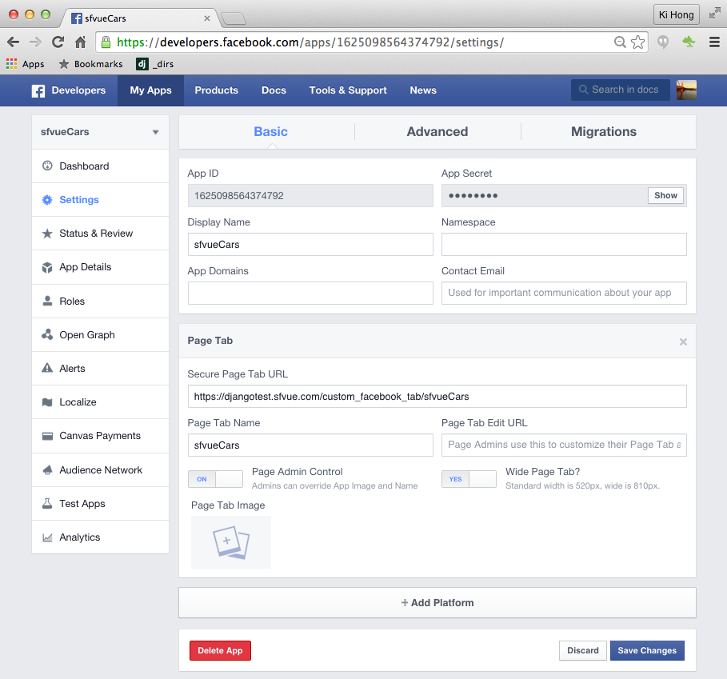 sfvueCars
Ki Hong
https://developers.facebook.com/apps/1625098564374792/settings/
Apps
Bookmarks
dj _dirs
Developers
My Apps
Products
Docs
Tools & Support
News
Search in docs
sfvueCars
Dashboard
Settings
Status & Review
App Details
Roles
Open Graph
Alerts
Localize
Canvas Payments
Audience Network
Test Apps
Analytics
Basic
Advanced
Migrations
App ID
App Secret
1625098564374792
••••••••
Show
Display Name
Namespace
sfvueCars
App Domains
Contact Email
Used for important communication about your app
Page Tab
Secure Page Tab URL
https://djangotest.sfvue.com/custom_facebook_tab/sfvueCars
Page Tab Name
Page Tab Edit URL
sfvueCars
Page Admins use this to customize their Page Tab a
ON
Page Admin Control
Admins can override App Image and Name
YES
Wide Page Tab?
Standard width is 520px, wide is 810px.
Page Tab Image
+ Add Platform
Delete App
Discard
Save Changes